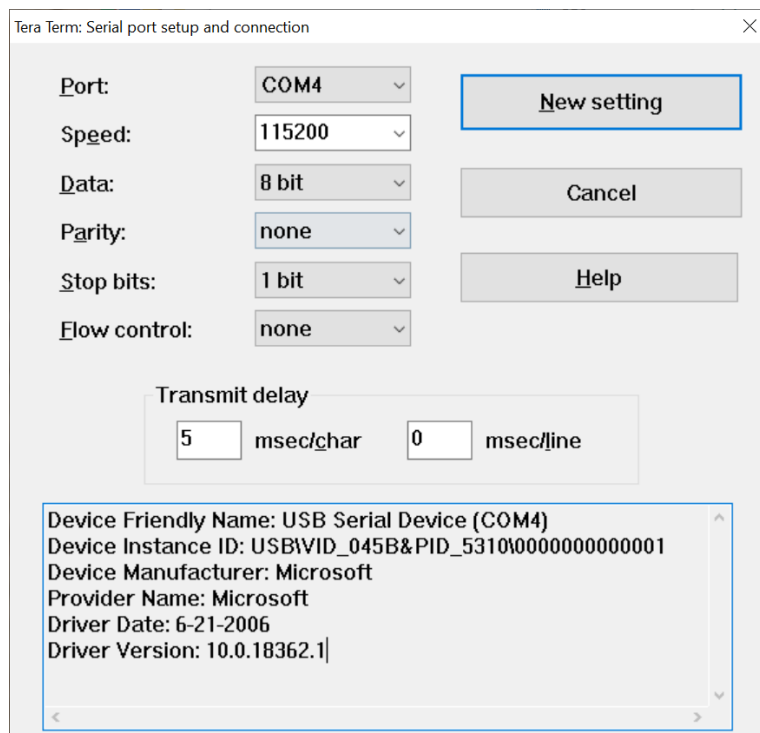 Tera Term: Serial port setup and connection
Port: COM4
New setting
Speed: 115200
Data: 8 bit
Cancel
Parity: none
Stop bits: 1 bit
Help
Flow control: none
Transmit delay
5 msec/char 0 msec/line
Device Friendly Name: USB Serial Device (COM4)
Device Instance ID: USB\VID_045B&PID_5310\0000000000001
Device Manufacturer: Microsoft
Provider Name: Microsoft
Driver Date: 6-21-2006
Driver Version: 10.0.18362.1